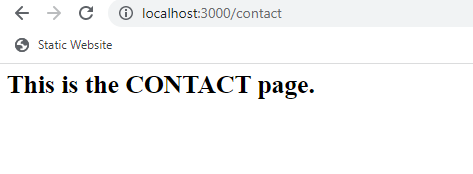 localhost:3000/contact
Static Website
This is the CONTACT page.